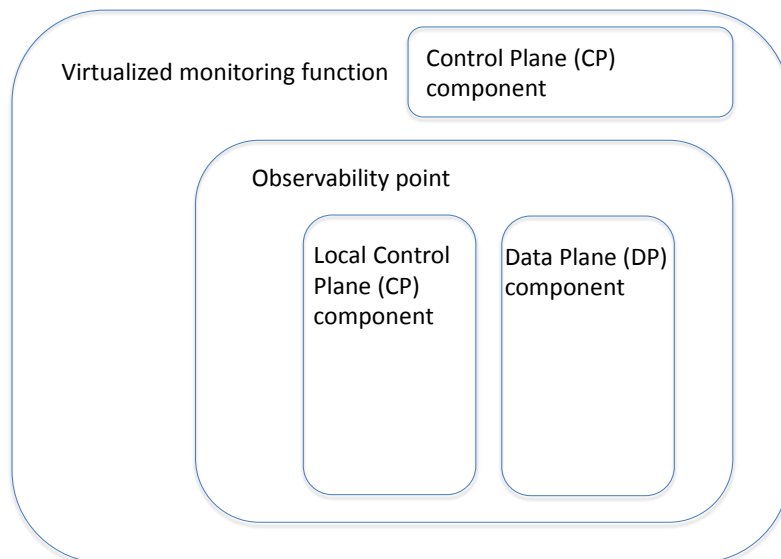 Virtualized monitoring function
Control Plane (CP)
component
Observability point
Local Control
Plane (CP)
component
Data Plane (DP)
component